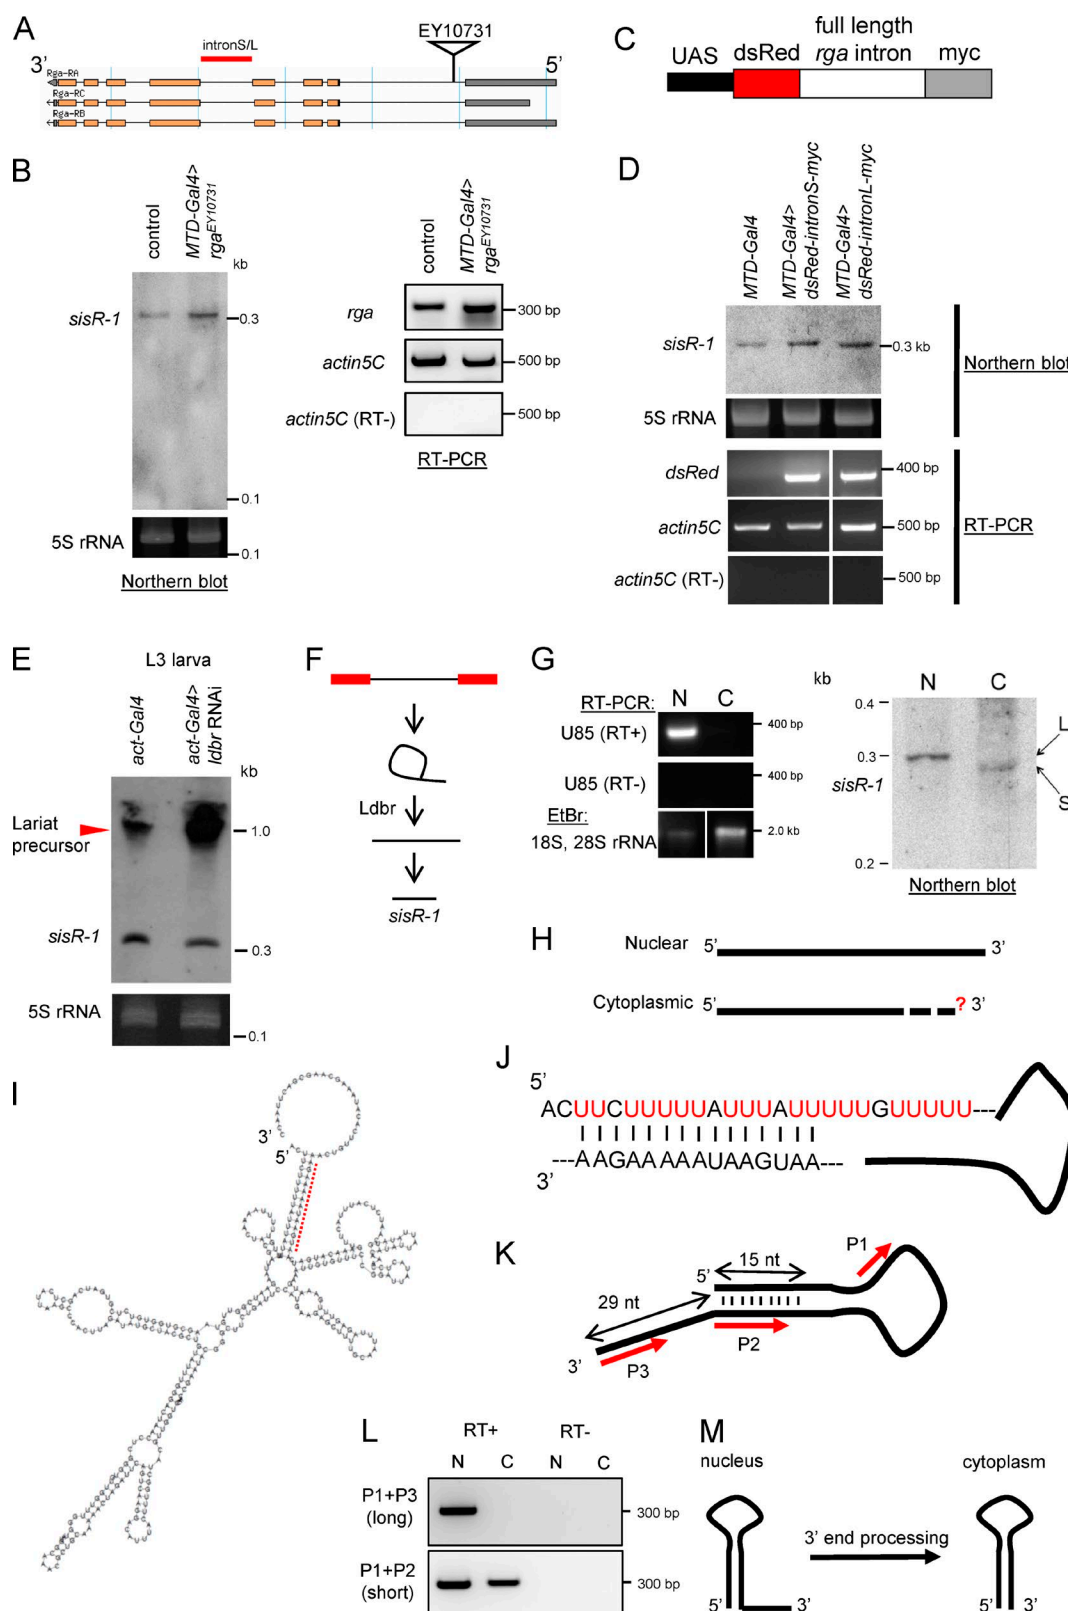 A
3'
intronS/L
EY10731
5'
Rga-RA
Rga-RC
Rga-RB
C
UAS
dsRed
full length
rga intron
myc
B
control
MTD-Gal4>
rgaEY10731
kb
sisR-1
0.3
0.1
5S rRNA
0.1
Northern blot
control
MTD-Gal4>
rgaEY10731
rga
300 bp
actin5C
500 bp
actin5C (RT-)
500 bp
RT-PCR
D
MTD-Gal4
MTD-Gal4>
dsRed-intronS-myc
MTD-Gal4>
dsRed-intronL-myc
sisR-1
0.3 kb
Northern blot
5S rRNA
dsRed
400 bp
actin5C
500 bp
RT-PCR
actin5C (RT-)
500 bp
E
L3 larva
act-Gal4
act-Gal4>
ldbr RNAi
kb
Lariat
precursor
1.0
sisR-1
0.3
5S rRNA
0.1
F
Ldbr
sisR-1
G
RT-PCR:
N
C
U85 (RT+)
400 bp
U85 (RT-)
400 bp
EtBr:
18S, 28S rRNA
2.0 kb
kb
N
C
0.4
0.3
sisR-1
0.2
L
S
Northern blot
H
Nuclear
5'
3'
Cytoplasmic
5'
?
3'
I
3'
5'
J
5'
ACUUCUUUUUAUUUAUUUUUGUUUUU---
---AAGAAAAAUAAGUAA---
3'
K
P1
5'
15 nt
29 nt
P2
3'
P3
L
RT+
RT-
N
C
N
C
P1+P3
(long)
300 bp
P1+P2
(short)
300 bp
M
nucleus
cytoplasm
3' end processing
5'
3'
5'
3'